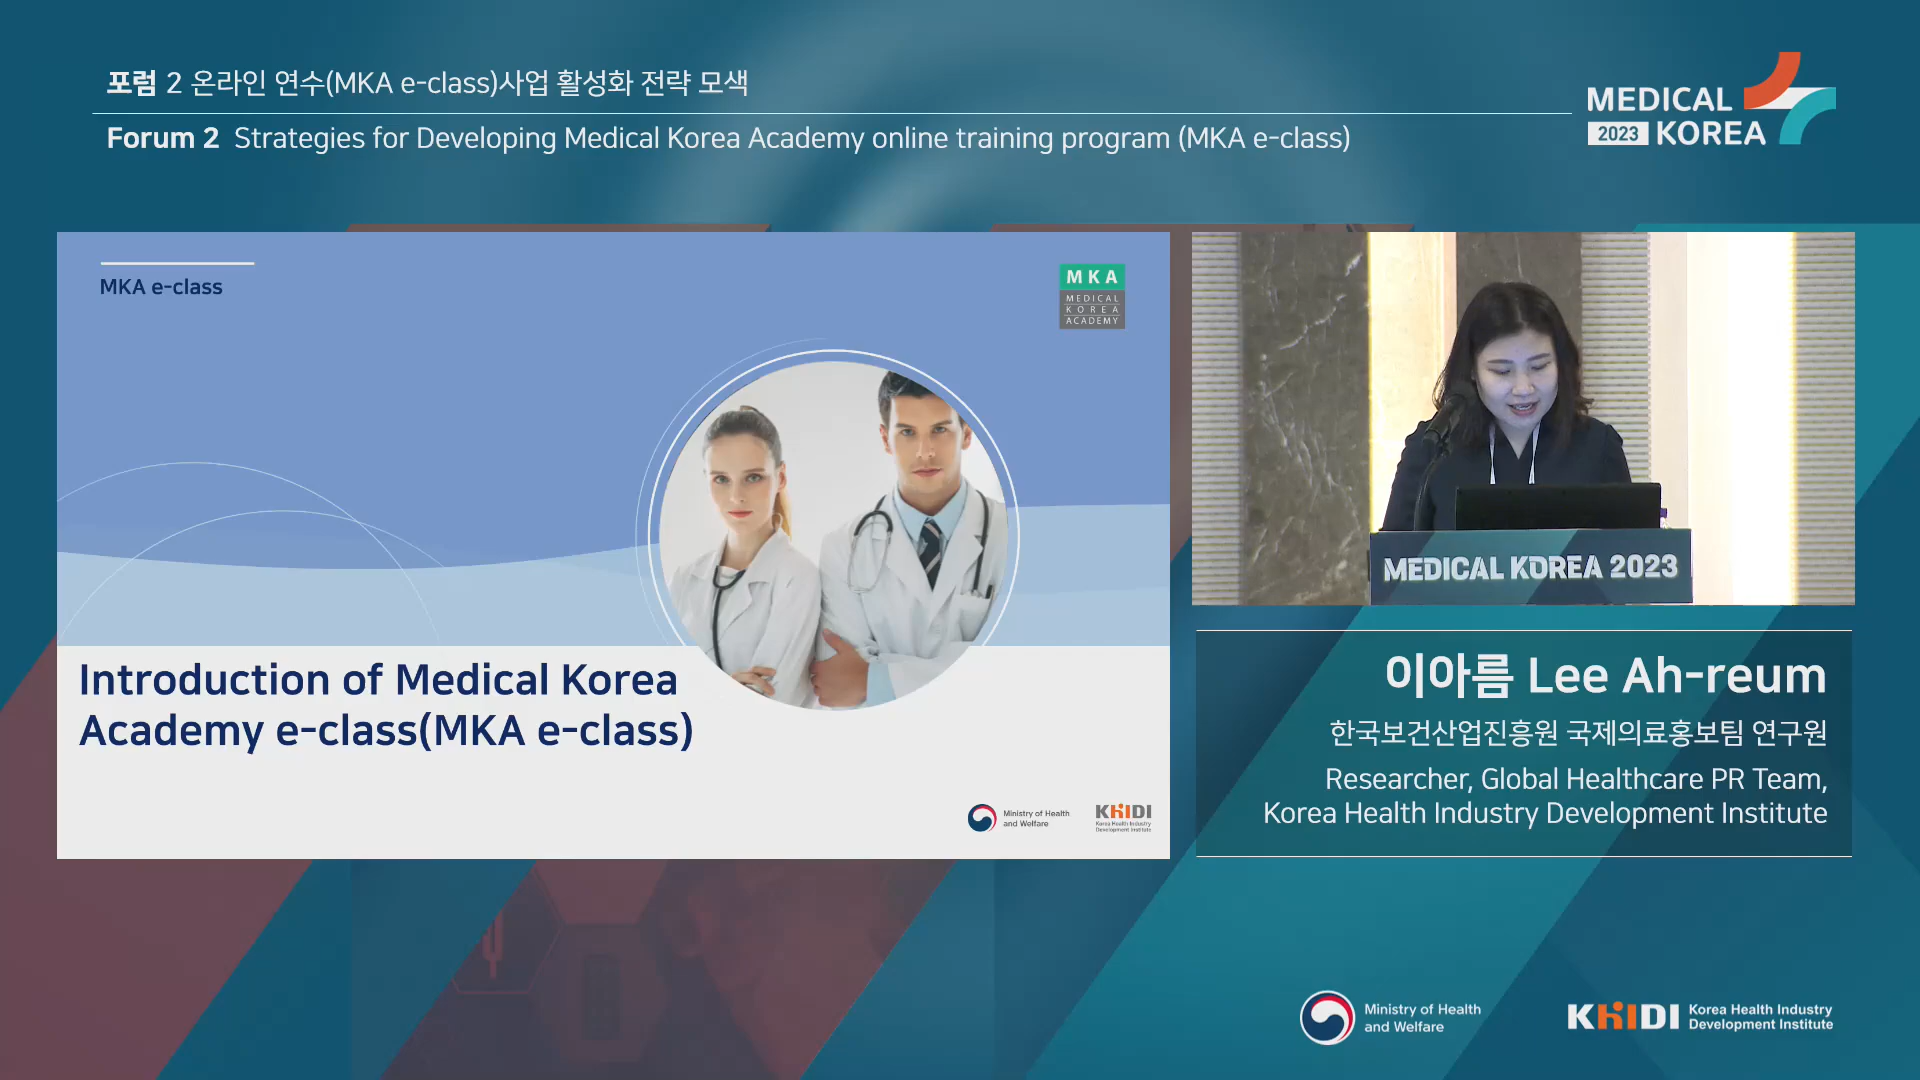 포럼 2 온라인 연수(MKA e-class)사업 활성화 전략 모색
Forum 2 Strategies for Developing Medical Korea Academy online training program (MKA e-class)
MEDICAL
2023 KOREA
MKA e-class
MKA
MEDICAL
KOREA
ACADEMY
Introduction of Medical Korea
Academy e-class(MKA e-class)
Ministry of Health
and Welfare
KHIDI
Korea Health Industry
Development Institute
MEDICAL KOREA 2023
이아름 Lee Ah-reum
한국보건산업진흥원 국제의료홍보팀 연구원
Researcher, Global Healthcare PR Team,
Korea Health Industry Development Institute
Ministry of Health
and Welfare
KHIDI
Korea Health Industry
Development Institute